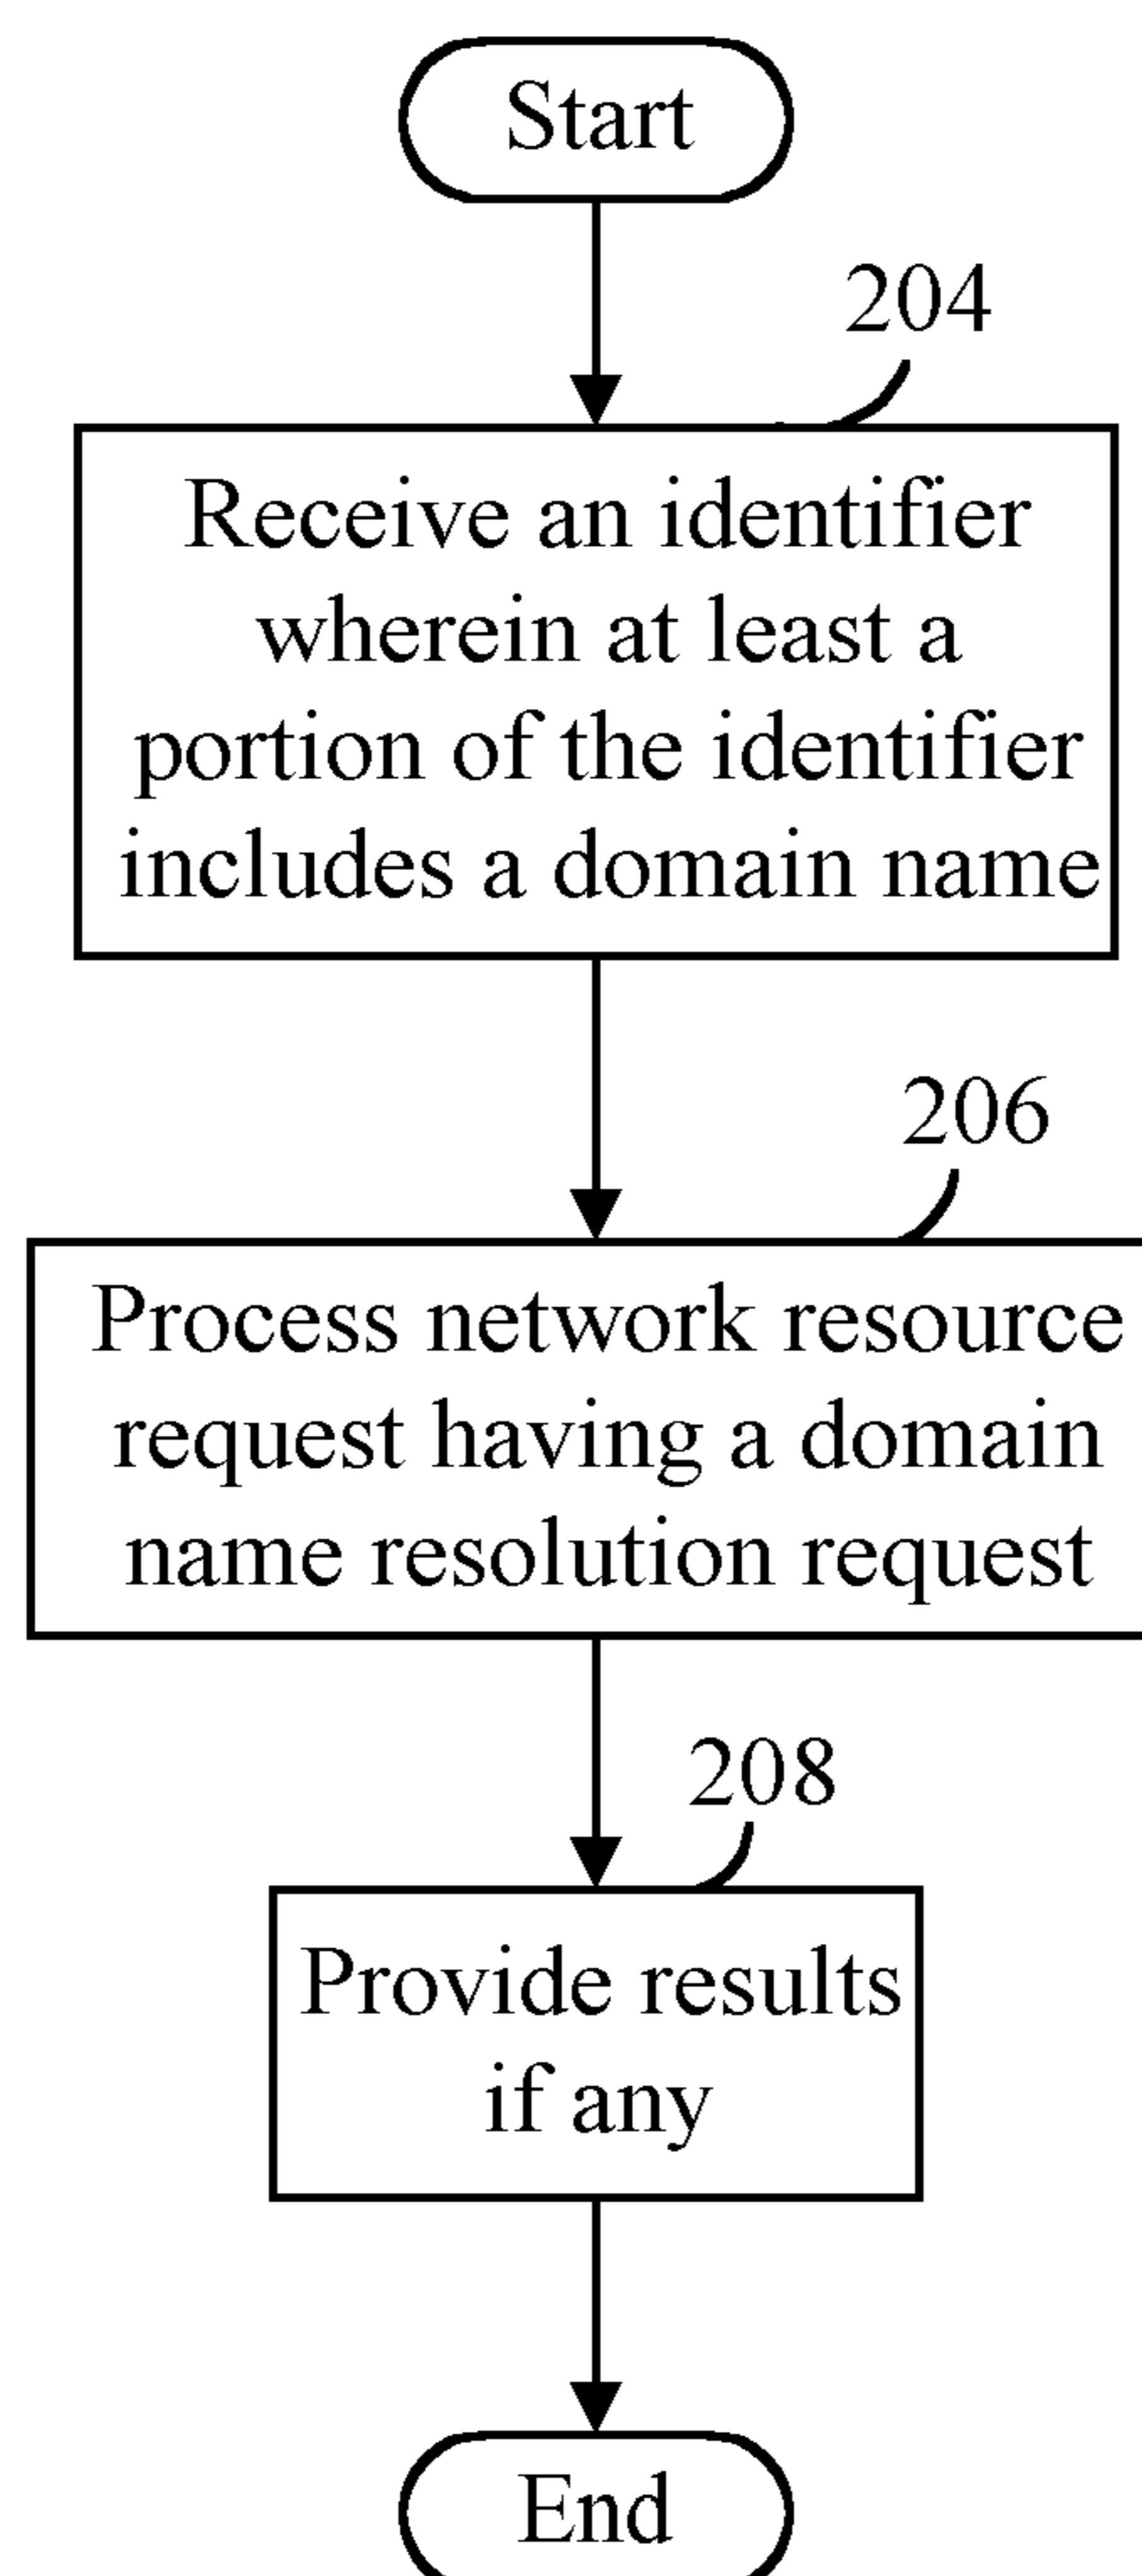 Start
204
Receive an identifier
wherein at least a
portion of the identifier
includes a domain name
206
Process network resource
request having a domain
name resolution request
208
Provide results
if any
End